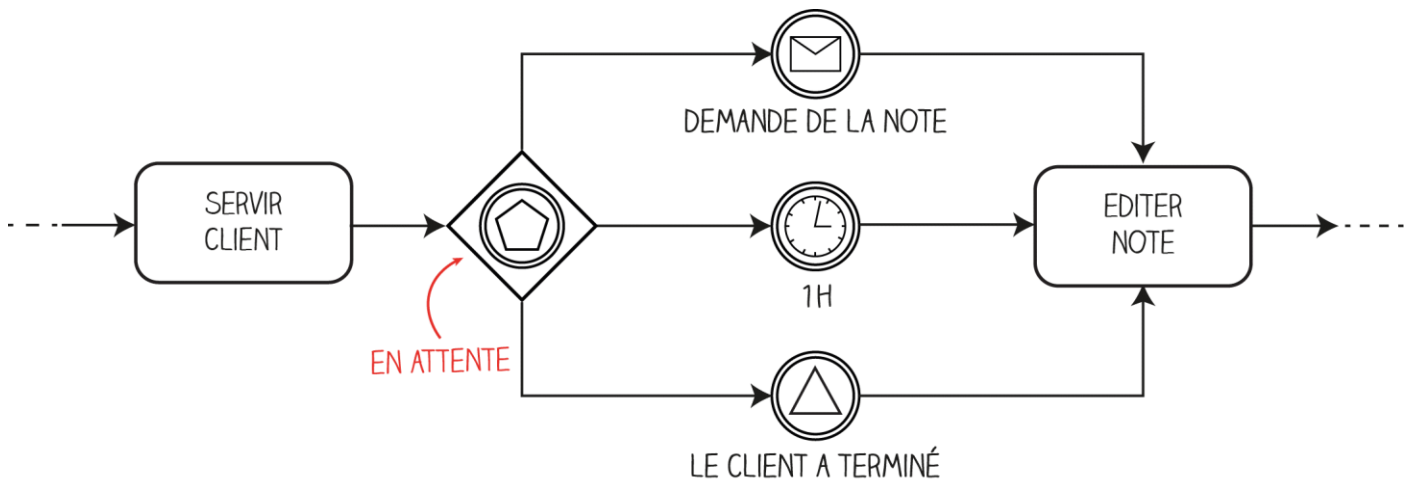 DEMANDE DE LA NOTE
SERVIR
CLIENT
EDITER
NOTE
1H
EN ATTENTE
LE CLIENT A TERMINÉ